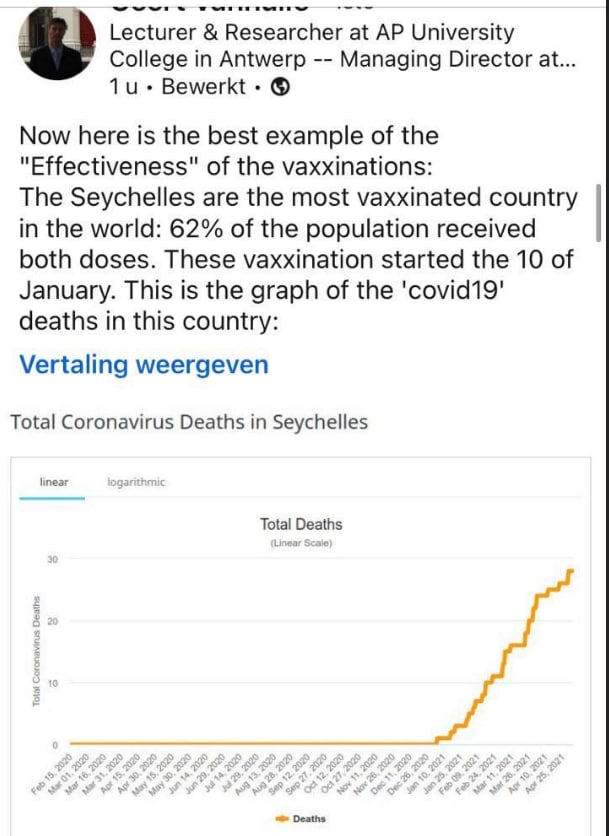 Lecturer & Researcher at AP University
College in Antwerp -- Managing Director at...
1 u • Bewerkt •
Now here is the best example of the
"Effectiveness" of the vaxxinations:
The Seychelles are the most vaxxinated country
in the world: 62% of the population received
both doses. These vaxxination started the 10 of
January. This is the graph of the 'covid19'
deaths in this country:
Vertaling weergeven
Total Coronavirus Deaths in Seychelles
linear logarithmic
Total Deaths
(Linear Scale)
Total Coronavirus Deaths
30
20
10
0
Feb 15, 2020
Mar 01, 2020
Mar 16, 2020
Mar 31, 2020
Apr 15, 2020
Apr 30, 2020
May 15, 2020
May 30, 2020
Jun 14, 2020
Jun 29, 2020
Jul 14, 2020
Jul 29, 2020
Aug 13, 2020
Aug 28, 2020
Sep 12, 2020
Sep 27, 2020
Oct 12, 2020
Oct 27, 2020
Nov 11, 2020
Nov 26, 2020
Dec 11, 2020
Dec 26, 2020
Jan 10, 2021
Jan 25, 2021
Feb 09, 2021
Feb 24, 2021
Mar 11, 2021
Mar 26, 2021
Apr 10, 2021
Apr 25, 2021
Deaths